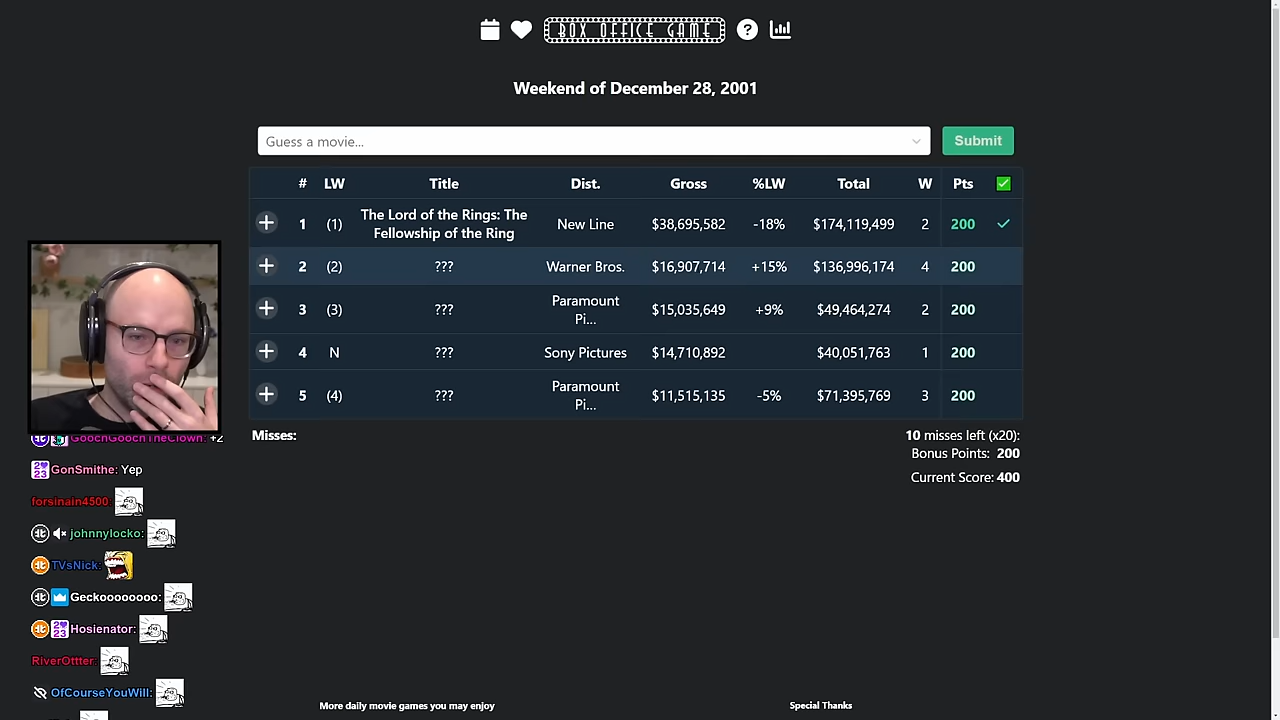 BOX OFFICE GAME
?
Weekend of December 28, 2001
Guess a movie...
Submit
# LW Title Dist. Gross %LW Total W Pts
1 (1) The Lord of the Rings: The Fellowship of the Ring New Line $38,695,582 -18% $174,119,499 2 200
2 (2) ??? Warner Bros. $16,907,714 +15% $136,996,174 4 200
3 (3) ??? Paramount Pi... $15,035,649 +9% $49,464,274 2 200
4 N ??? Sony Pictures $14,710,892 $40,051,763 1 200
5 (4) ??? Paramount Pi... $11,515,135 -5% $71,395,769 3 200
Misses:
10 misses left (x20):
Bonus Points: 200
Current Score: 400
GoochGoochTheClown: +2
GonSmithe: Yep
forsinain4500:
johnnylocko:
TVsNick:
Geckoooooooo:
Hosienator:
RiverOttter:
OfCourseYouWill:
More daily movie games you may enjoy
Special Thanks